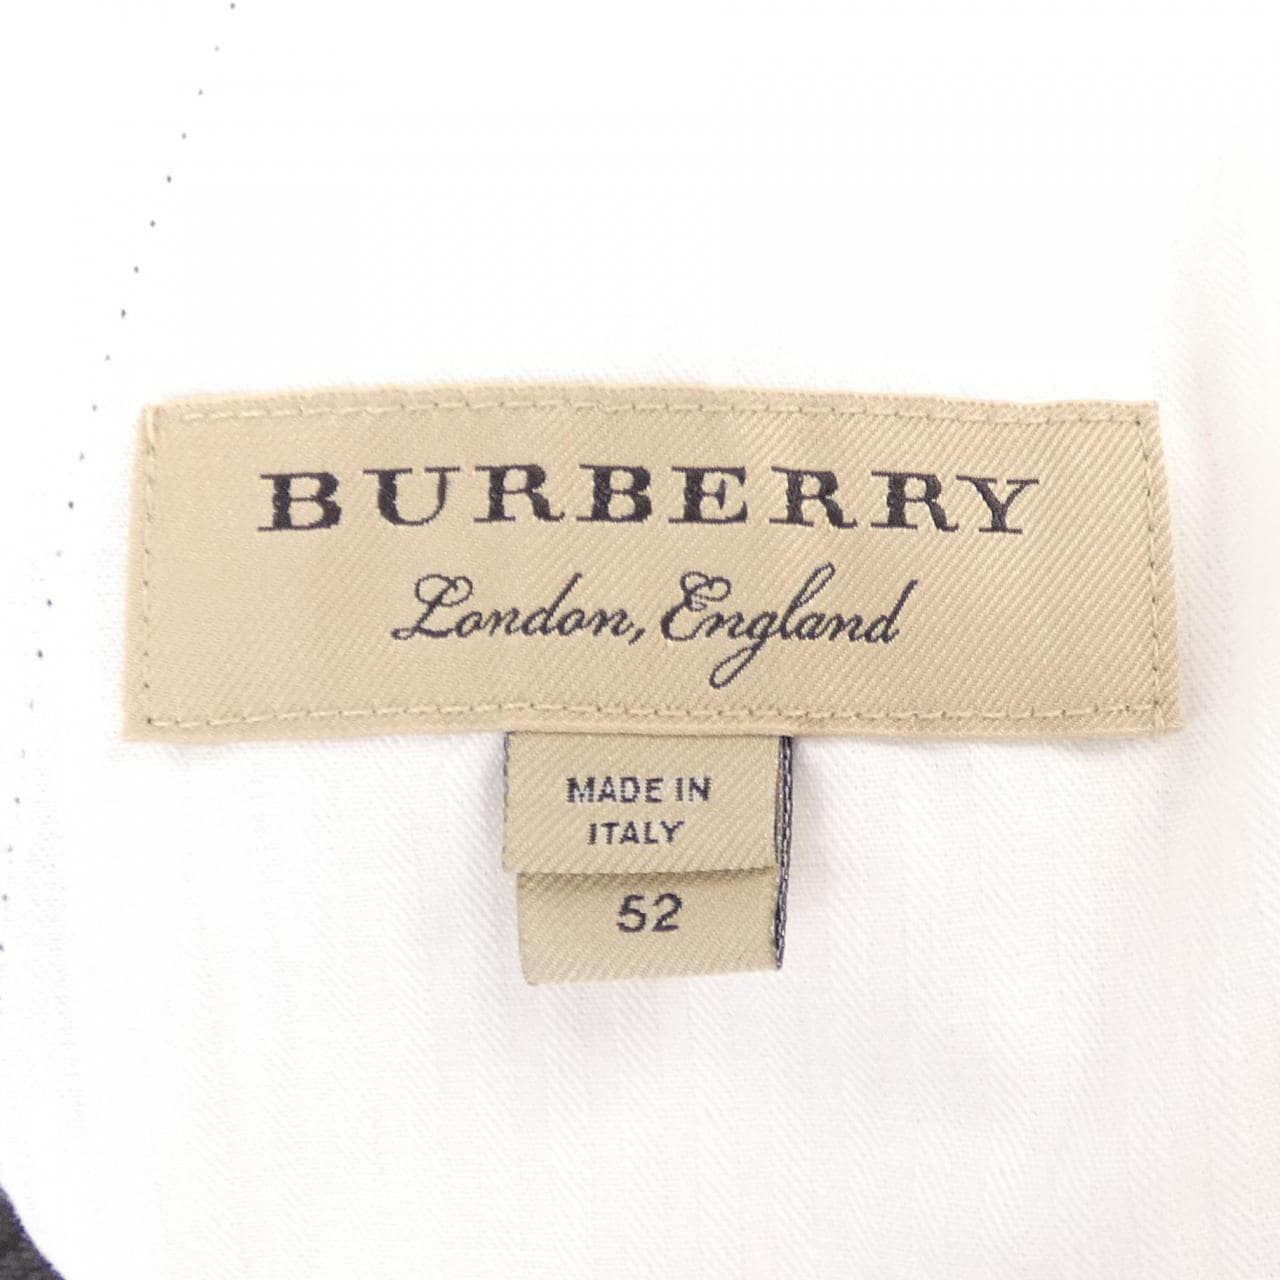 BURBERRY
London, England
MADE IN
ITALY
52